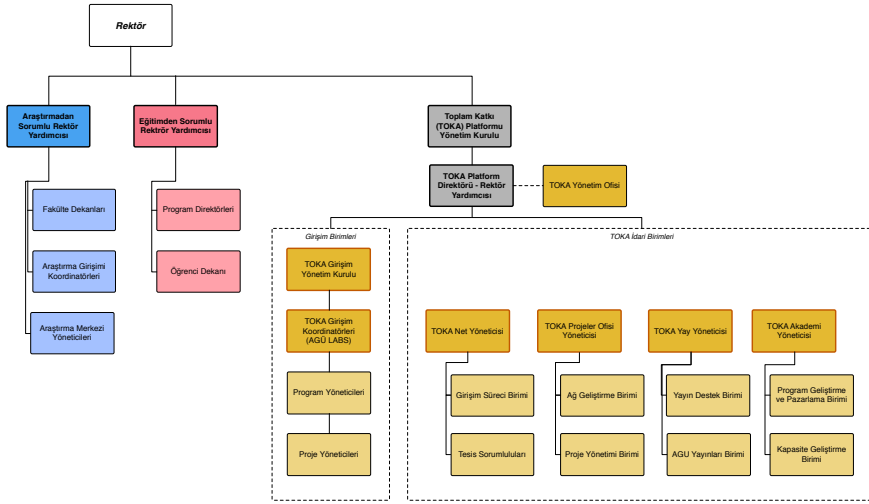 Rektör
Araştırmadan
Sorumlu Rektör
Yardımcısı
Eğitimden Sorumlu
Rektrör Yardımcısı
Toplam Katkı
(TOKA) Platformu
Yönetim Kurulu
TOKA Platform
Direktörü - Rektör
Yardımcısı
TOKA Yönetim Ofisi
Fakülte Dekanları
Araştırma Girişimi
Koordinatörleri
Araştırma Merkezi
Yöneticileri
Program Direktörleri
Öğrenci Dekanı
Girişim Birimleri
TOKA Girişim
Yönetim Kurulu
TOKA Girişim
Koordinatörleri
(AGÜ LABS)
Program Yöneticileri
Proje Yöneticileri
TOKA İdari Birimleri
TOKA Net Yöneticisi
TOKA Projeler Ofisi
Yöneticisi
TOKA Yay Yöneticisi
TOKA Akademi
Yöneticisi
Girişim Süreci Birimi
Ağ Geliştirme Birimi
Yayın Destek Birimi
Program Geliştirme
ve Pazarlama Birimi
Tesis Sorumluluları
Proje Yönetimi Birimi
AGU Yayınları Birimi
Kapasite Geliştirme
Birimi